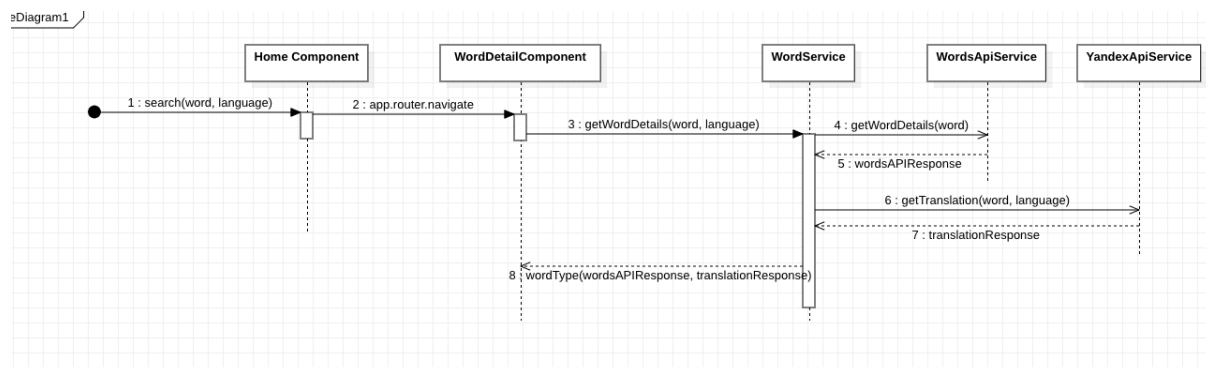 eDiagram1
Home Component
WordDetailComponent
WordService
WordsApiService
YandexApiService
1 : search(word, language)
2 : app.router.navigate
3 : getWordDetails(word, language)
4 : getWordDetails(word)
5 : wordsAPIResponse
6 : getTranslation(word, language)
7 : translationResponse
8 : wordType(wordsAPIResponse, translationResponse)